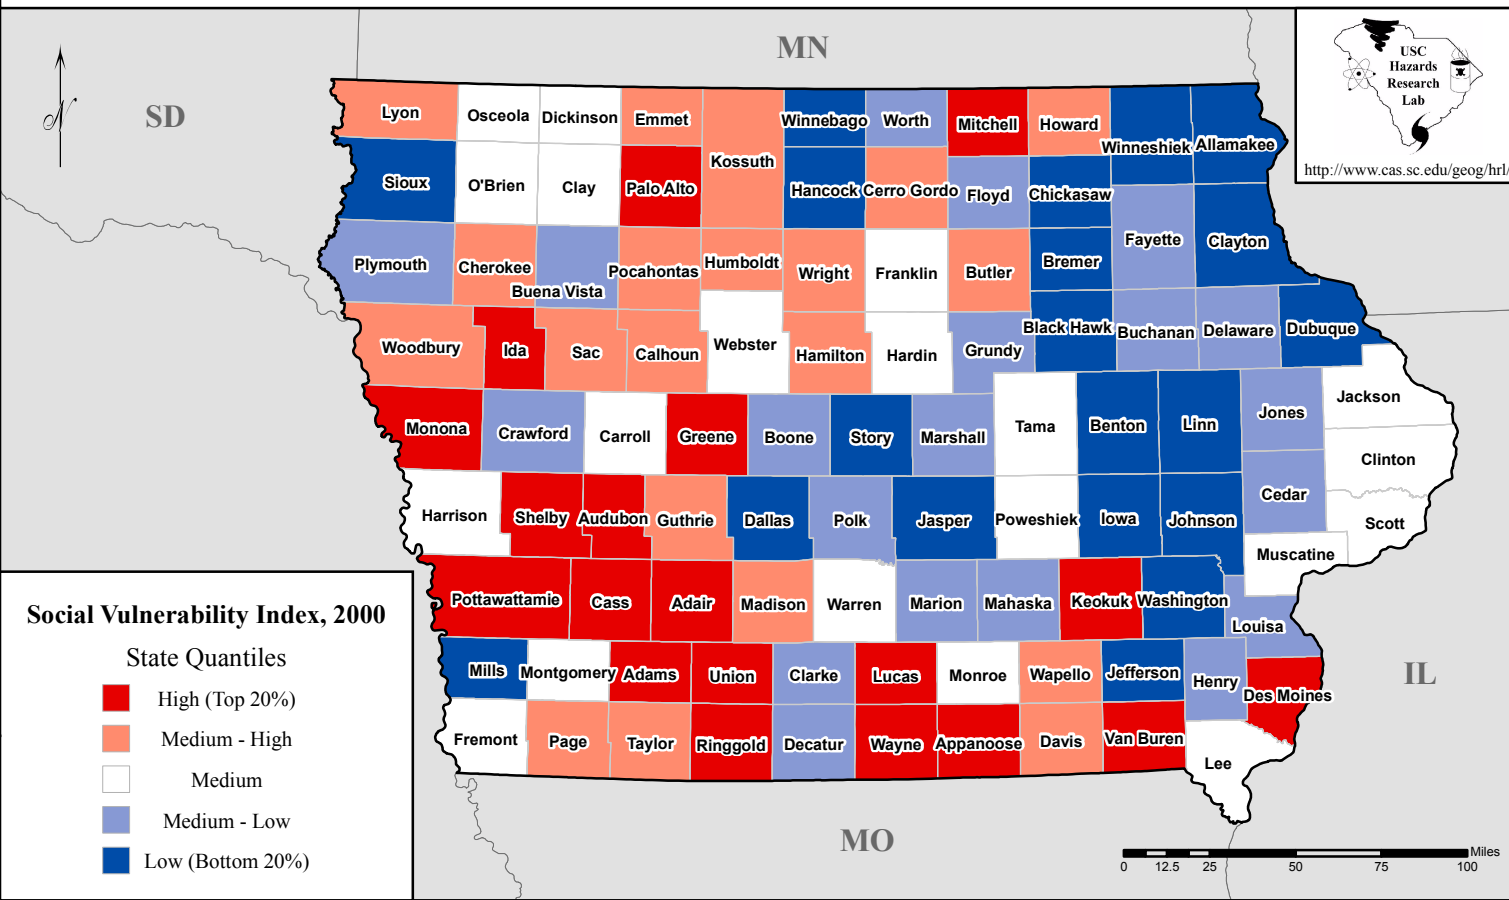 MN
USC
Hazards
Research
Lab
http://www.cas.sc.edu/geog/hrl/
SD
N
Lyon
Osceola
Dickinson
Emmet
Kossuth
Winnebago
Worth
Mitchell
Howard
Winneshiek
Allamakee
Sioux
O'Brien
Clay
Palo Alto
Hancock
Cerro Gordo
Floyd
Chickasaw
Plymouth
Cherokee
Buena Vista
Pocahontas
Humboldt
Wright
Franklin
Butler
Bremer
Fayette
Clayton
Woodbury
Ida
Sac
Calhoun
Webster
Hamilton
Hardin
Grundy
Black Hawk
Buchanan
Delaware
Dubuque
Monona
Crawford
Carroll
Greene
Boone
Story
Marshall
Tama
Benton
Linn
Jones
Jackson
Clinton
Harrison
Shelby
Audubon
Guthrie
Dallas
Polk
Jasper
Poweshiek
Iowa
Johnson
Cedar
Scott
Muscatine
Pottawattamie
Cass
Adair
Madison
Warren
Marion
Mahaska
Keokuk
Washington
Louisa
Mills
Montgomery
Adams
Union
Clarke
Lucas
Monroe
Wapello
Jefferson
Henry
Des Moines
Fremont
Page
Taylor
Ringgold
Decatur
Wayne
Appanoose
Davis
Van Buren
Lee
IL
MO
Social Vulnerability Index, 2000
State Quantiles
High (Top 20%)
Medium - High
Medium
Medium - Low
Low (Bottom 20%)
Miles
0 12.5 25 50 75 100